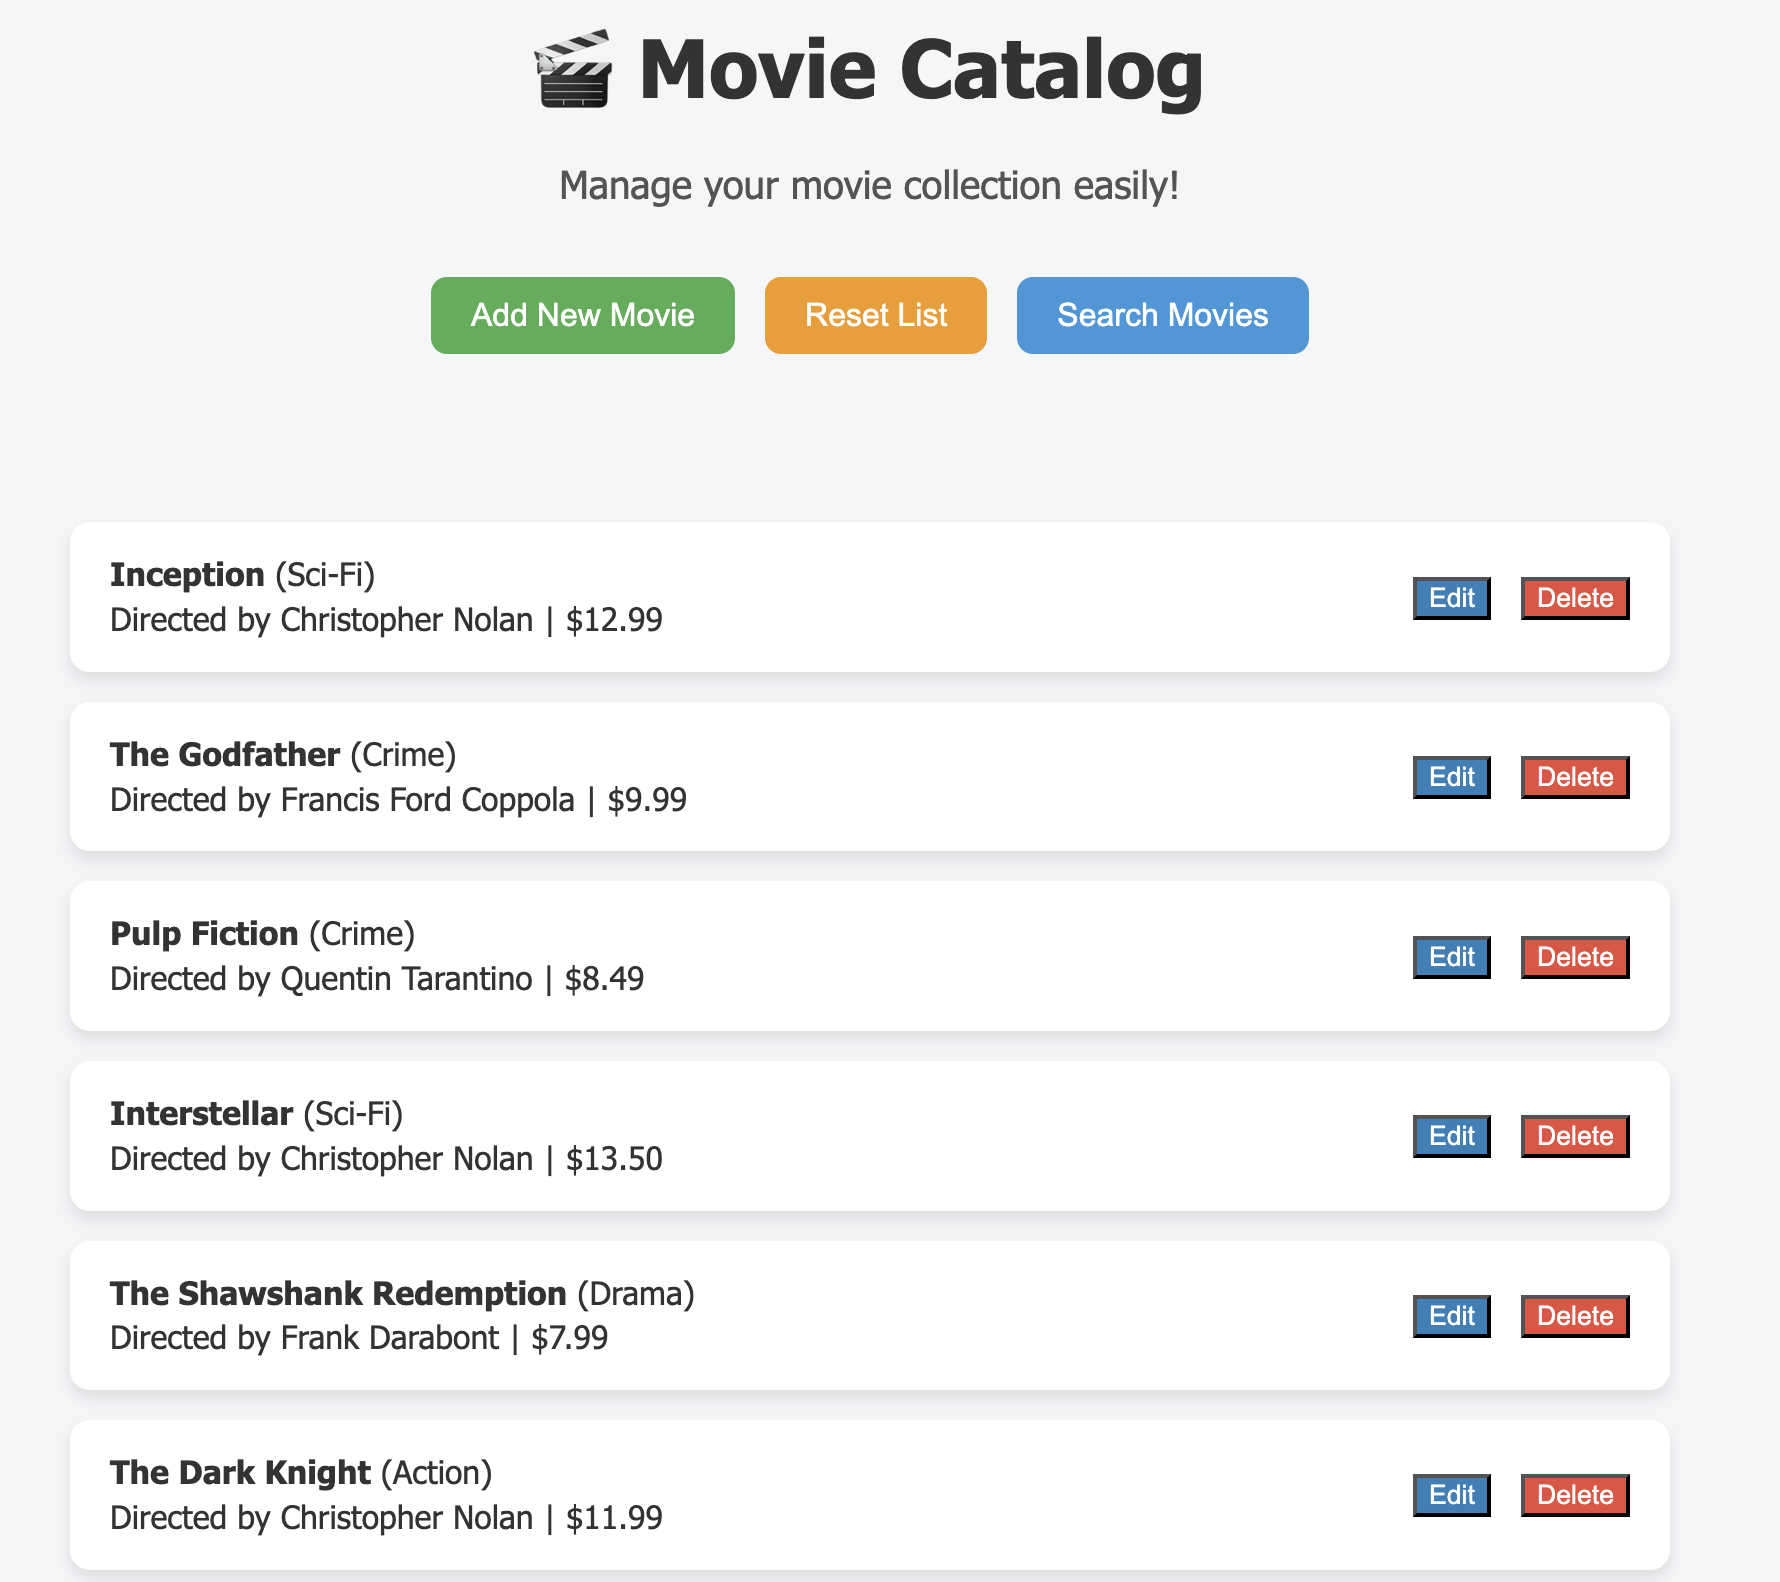 Movie Catalog
Manage your movie collection easily!
Add New Movie
Reset List
Search Movies
Inception (Sci-Fi)
Directed by Christopher Nolan | $12.99
Edit
Delete
The Godfather (Crime)
Directed by Francis Ford Coppola | $9.99
Edit
Delete
Pulp Fiction (Crime)
Directed by Quentin Tarantino | $8.49
Edit
Delete
Interstellar (Sci-Fi)
Directed by Christopher Nolan | $13.50
Edit
Delete
The Shawshank Redemption (Drama)
Directed by Frank Darabont | $7.99
Edit
Delete
The Dark Knight (Action)
Directed by Christopher Nolan | $11.99
Edit
Delete